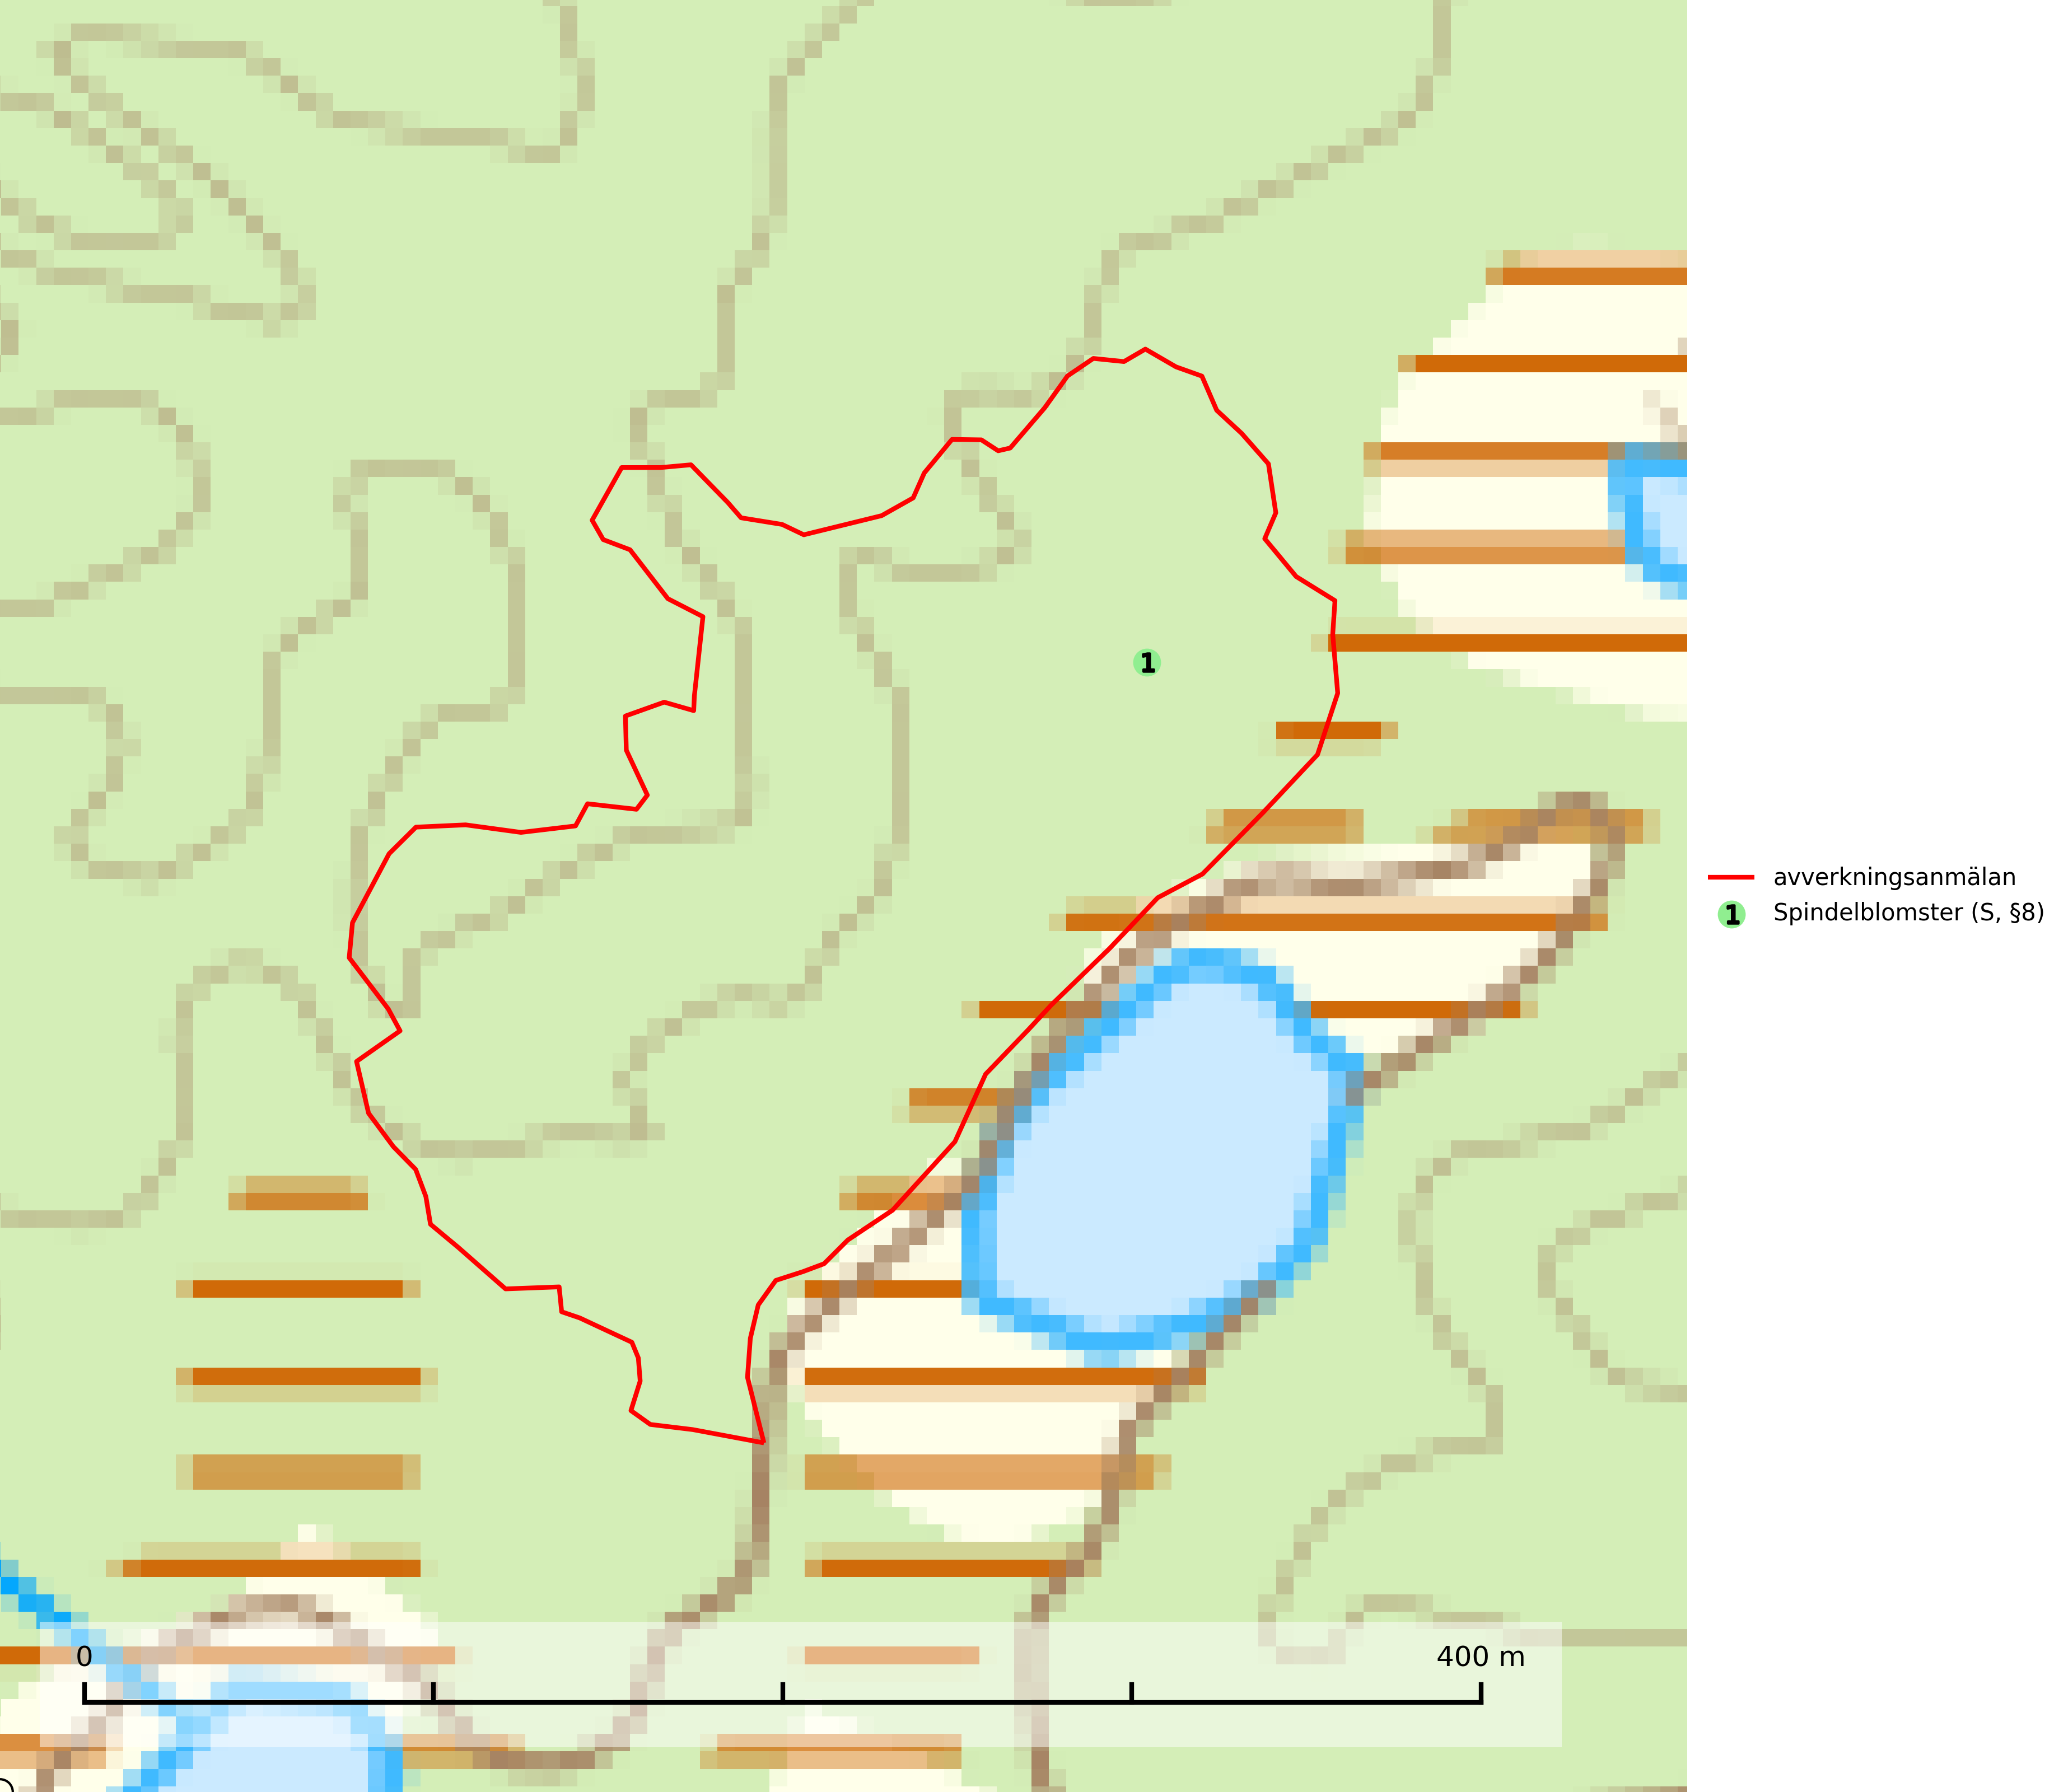 1
1 avverkningsanmälan
Spindelblomster (S, §8)
0 400 m